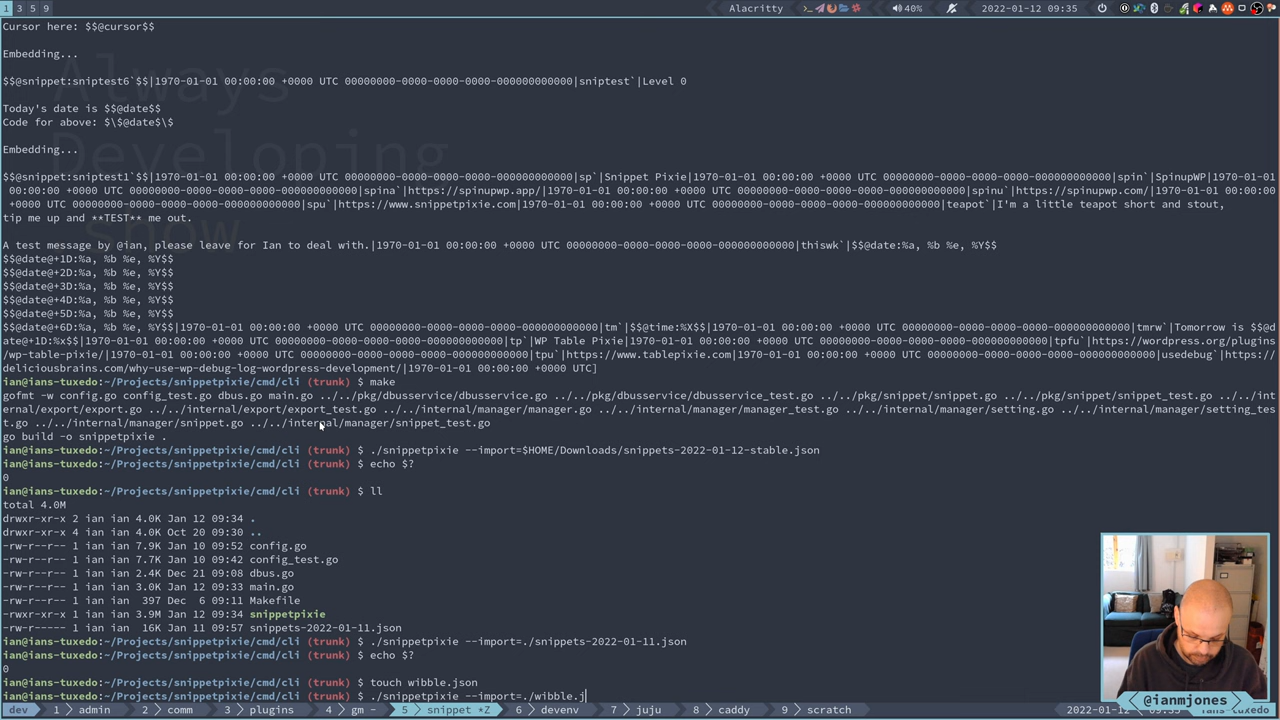 1 3 5 9 Alacritty 40% 2022-01-12 09:35
Cursor here: $$@cursor$$
Embedding...
$$@snippet:sniptest6`$$|1970-01-01 00:00:00 +0000 UTC 00000000-0000-0000-0000-000000000000|sniptest`|Level 0
Always
Today's date is $$@date$$
Code for above: $\$@date$\$
Developing
Embedding...
$$@snippet:sniptest1`$$|1970-01-01 00:00:00 +0000 UTC 00000000-0000-0000-0000-000000000000|sp`|Snippet Pixie|1970-01-01 00:00:00 +0000 UTC 00000000-0000-0000-0000-000000000000|spin`|SpinupWP|1970-01-01
00:00:00 +0000 UTC 00000000-0000-0000-0000-000000000000|spina`|https://spinupwp.app/|1970-01-01 00:00:00 +0000 UTC 00000000-0000-0000-0000-000000000000|spinu`|https://spinupwp.com/|1970-01-01 00:00:00
+0000 UTC 00000000-0000-0000-0000-000000000000|spu`|https://www.snippetpixie.com|1970-01-01 00:00:00 +0000 UTC 00000000-0000-0000-0000-000000000000|teapot`|I'm a little teapot short and stout,
tip me up and **TEST** me out.
snow
A test message by @ian, please leave for Ian to deal with.|1970-01-01 00:00:00 +0000 UTC 00000000-0000-0000-0000-000000000000|thiswk`|$$@date:%a, %b %e, %Y$$
$$@date@+1D:%a, %b %e, %Y$$
$$@date@+2D:%a, %b %e, %Y$$
$$@date@+3D:%a, %b %e, %Y$$
$$@date@+4D:%a, %b %e, %Y$$
$$@date@+5D:%a, %b %e, %Y$$
$$@date@+6D:%a, %b %e, %Y$$|1970-01-01 00:00:00 +0000 UTC 00000000-0000-0000-0000-000000000000|tm`|$$@time:%X$$|1970-01-01 00:00:00 +0000 UTC 00000000-0000-0000-0000-000000000000|tmrw`|Tomorrow is $$@d
ate@+1D:%x$$|1970-01-01 00:00:00 +0000 UTC 00000000-0000-0000-0000-000000000000|tp`|WP Table Pixie|1970-01-01 00:00:00 +0000 UTC 00000000-0000-0000-0000-000000000000|tpfu`|https://wordpress.org/plugins
/wp-table-pixie/|1970-01-01 00:00:00 +0000 UTC 00000000-0000-0000-0000-000000000000|tpu`|https://www.tablepixie.com|1970-01-01 00:00:00 +0000 UTC 00000000-0000-0000-0000-000000000000|usedebug`|https://
deliciousbrains.com/why-use-wp-debug-log-wordpress-development/|1970-01-01 00:00:00 +0000 UTC]
ian@ians-tuxedo:~/Projects/snippetpixie/cmd/cli (trunk) $ make
gofmt -w config.go config_test.go dbus.go main.go ../../pkg/dbusservice/dbusservice.go ../../pkg/dbusservice/dbusservice_test.go ../../pkg/snippet/snippet.go ../../pkg/snippet/snippet_test.go ../../int
ernal/export/export.go ../../internal/export/export_test.go ../../internal/manager/manager.go ../../internal/manager/manager_test.go ../../internal/manager/setting.go ../../internal/manager/setting_tes
t.go ../../internal/manager/snippet.go ../../internal/manager/snippet_test.go
go build -o snippetpixie .
ian@ians-tuxedo:~/Projects/snippetpixie/cmd/cli (trunk) $ ./snippetpixie --import=$HOME/Downloads/snippets-2022-01-12-stable.json
ian@ians-tuxedo:~/Projects/snippetpixie/cmd/cli (trunk) $ echo $?
0
ian@ians-tuxedo:~/Projects/snippetpixie/cmd/cli (trunk) $ ll
total 4.0M
drwxr-xr-x 2 ian ian 4.0K Jan 12 09:34 .
drwxr-xr-x 4 ian ian 4.0K Oct 20 09:30 ..
-rw-r--r-- 1 ian ian 7.9K Jan 10 09:52 config.go
-rw-r--r-- 1 ian ian 7.7K Jan 10 09:42 config_test.go
-rw-r--r-- 1 ian ian 2.4K Dec 21 09:08 dbus.go
-rw-r--r-- 1 ian ian 3.0K Jan 12 09:33 main.go
-rw-r--r-- 1 ian ian 397 Dec 6 09:11 Makefile
-rwxr-xr-x 1 ian ian 3.9M Jan 12 09:34 snippetpixie
-rw-r----- 1 ian ian 16K Jan 11 09:57 snippets-2022-01-11.json
ian@ians-tuxedo:~/Projects/snippetpixie/cmd/cli (trunk) $ ./snippetpixie --import=./snippets-2022-01-11.json
ian@ians-tuxedo:~/Projects/snippetpixie/cmd/cli (trunk) $ echo $?
0
ian@ians-tuxedo:~/Projects/snippetpixie/cmd/cli (trunk) $ touch wibble.json
ian@ians-tuxedo:~/Projects/snippetpixie/cmd/cli (trunk) $ ./snippetpixie --import=./wibble.j
@ianmjones
dev 1 admin 2 comm 3 plugins 4 gm - 5 snippet *Z 6 devenv 7 juju 8 caddy 9 scratch 2022-01-12 tuxedo